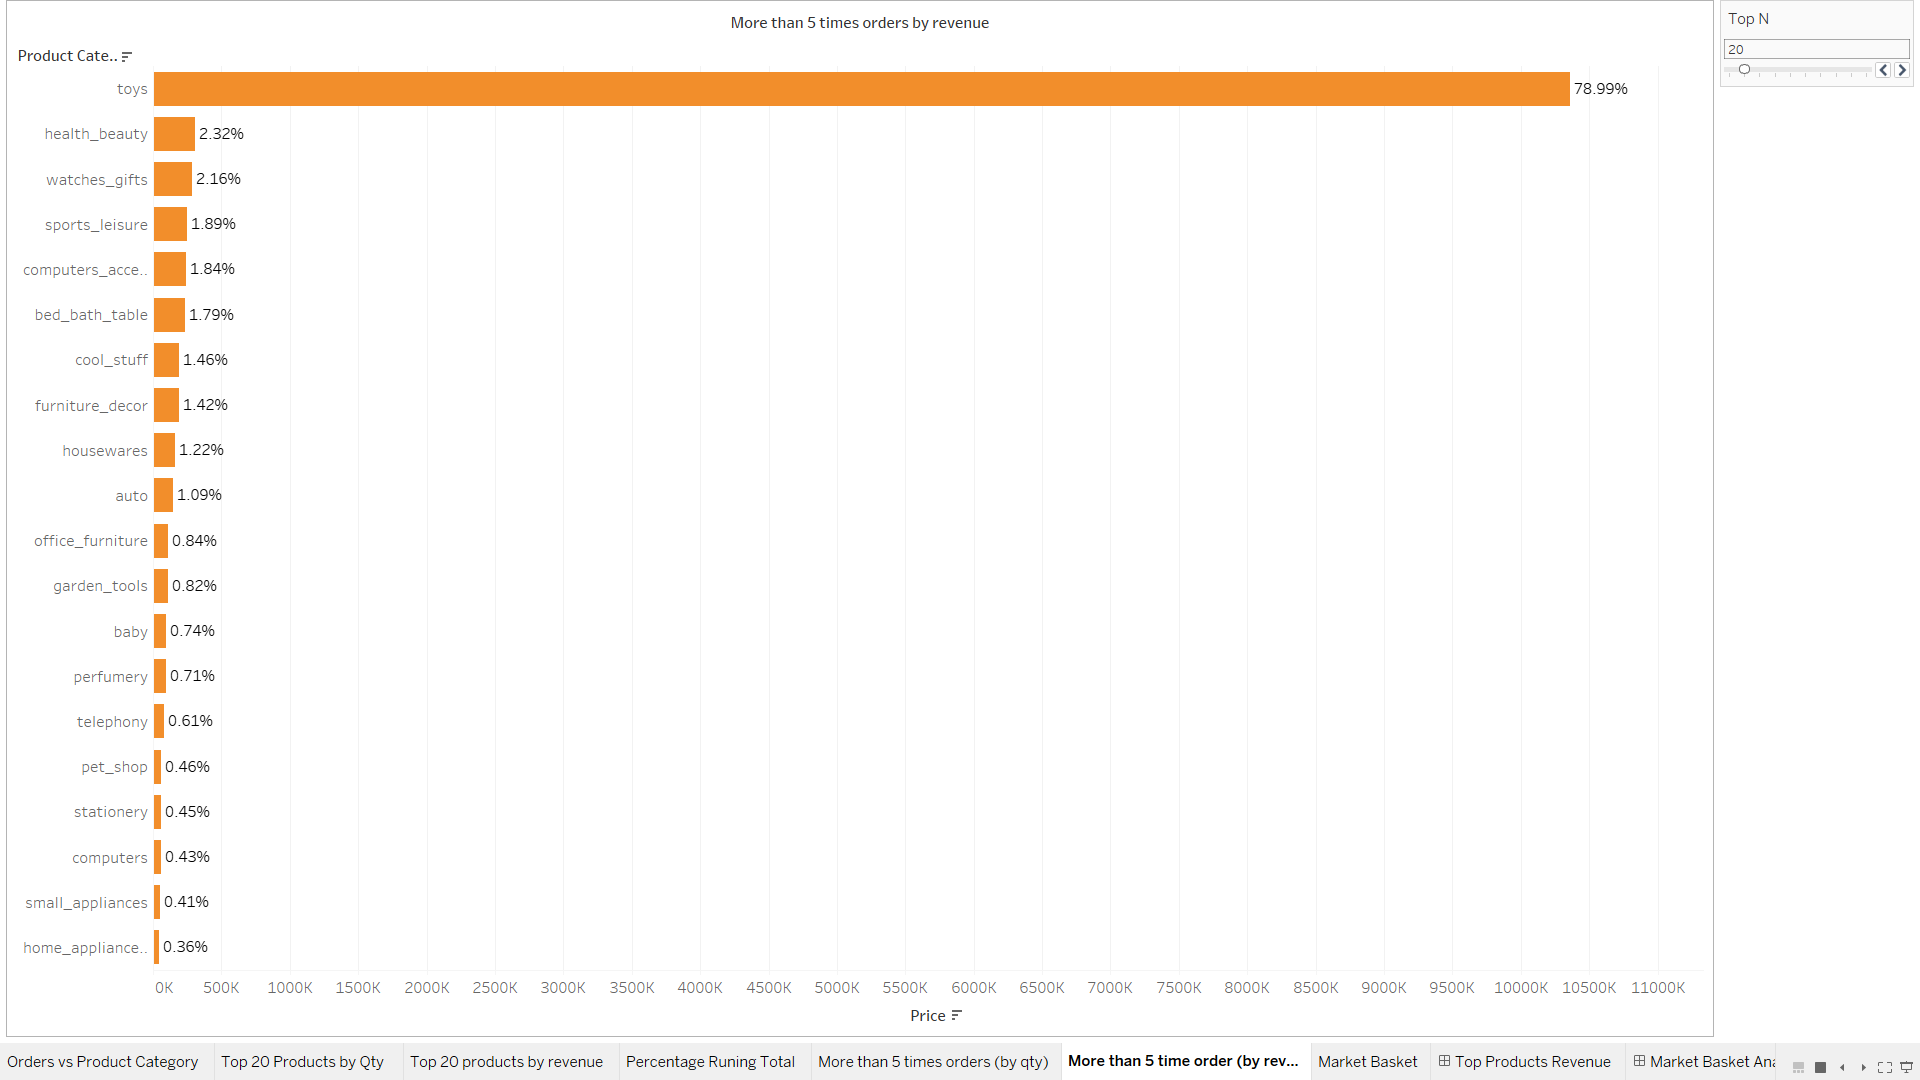 More than 5 times orders by revenue
Top N
20
Product Cate..
toys 78.99%
health_beauty 2.32%
watches_gifts 2.16%
sports_leisure 1.89%
computers_acce.. 1.84%
bed_bath_table 1.79%
cool_stuff 1.46%
furniture_decor 1.42%
housewares 1.22%
auto 1.09%
office_furniture 0.84%
garden_tools 0.82%
baby 0.74%
perfumery 0.71%
telephony 0.61%
pet_shop 0.46%
stationery 0.45%
computers 0.43%
small_appliances 0.41%
home_appliance.. 0.36%
0K 500K 1000K 1500K 2000K 2500K 3000K 3500K 4000K 4500K 5000K 5500K 6000K 6500K 7000K 7500K 8000K 8500K 9000K 9500K 10000K 10500K 11000K
Price
Orders vs Product Category Top 20 Products by Qty Top 20 products by revenue Percentage Runing Total More than 5 times orders (by qty) More than 5 time order (by rev... Market Basket Top Products Revenue Market Basket Ana